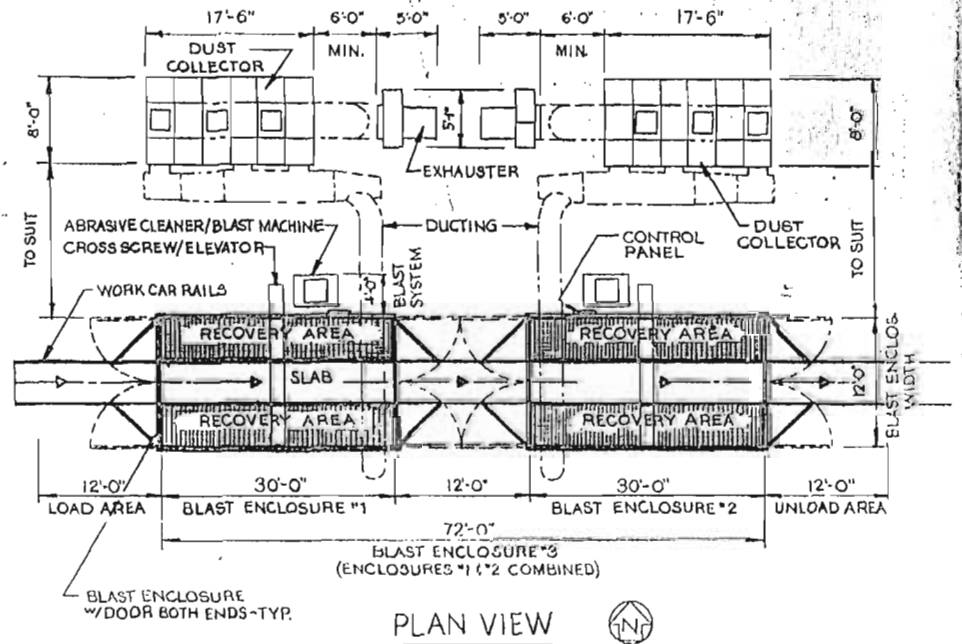 17'-6"
6'-0"
5'-0"
5'-0"
6'-0"
17'-6"
MIN.
MIN.
DUST
COLLECTOR
8'-0"
5'-1"
8'-0"
EXHAUSTER
DUCTING
DUST
COLLECTOR
TO SUIT
TO SUIT
ABRASIVE CLEANER/BLAST MACHINE
CROSS SCREW/ELEVATOR
CONTROL
PANEL
4'-0"
BLAST
SYSTEM
WORK CAR RAILS
RECOVERY AREA
RECOVERY AREA
SLAB
12'-0"
BLAST ENCLOS
WIDTH
RECOVERY AREA
RECOVERY AREA
12'-0"
30'-0"
12'-0"
30'-0"
12'-0"
LOAD AREA
BLAST ENCLOSURE "1
BLAST ENCLOSURE "2
UNLOAD AREA
72'-0"
BLAST ENCLOSURE "3
(ENCLOSURES "1 & "2 COMBINED)
BLAST ENCLOSURE
W/DOOR BOTH ENDS-TYP.
PLAN VIEW
N